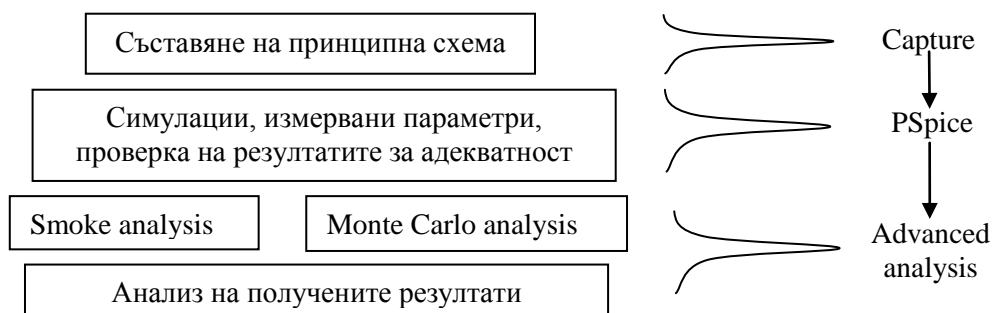 Съставяне на принципна схема
Capture
Симулации, измервани параметри,
проверка на резултатите за адекватност
PSpice
Smoke analysis
Monte Carlo analysis
Advanced
analysis
Анализ на получените резултати